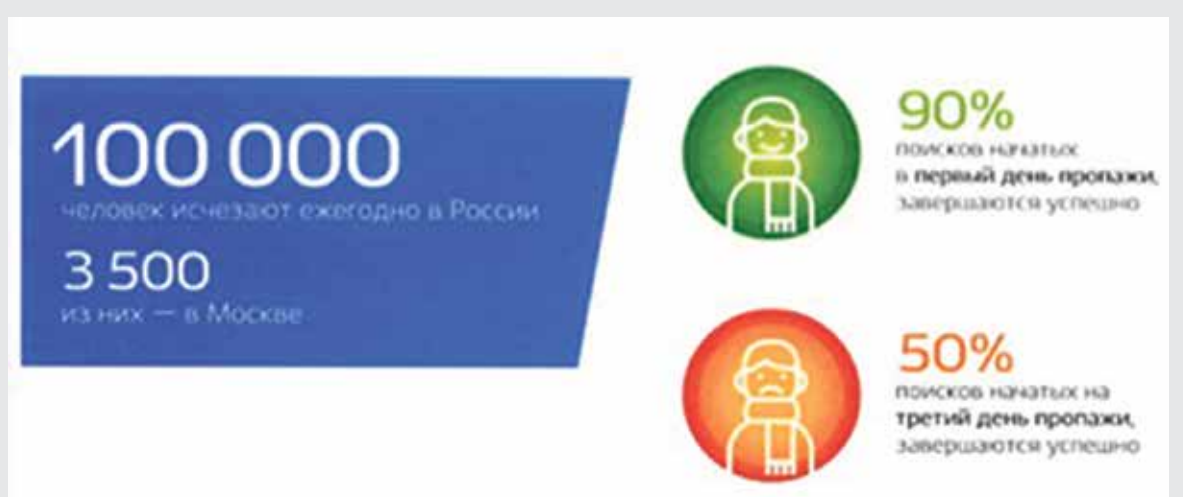 100 000
человек исчезают ежегодно в России
3 500
из них — в Москве
90%
поисков начатых
в первый день пропажи,
завершаются успешно
50%
поисков начатых на
третий день пропажи,
завершаются успешно